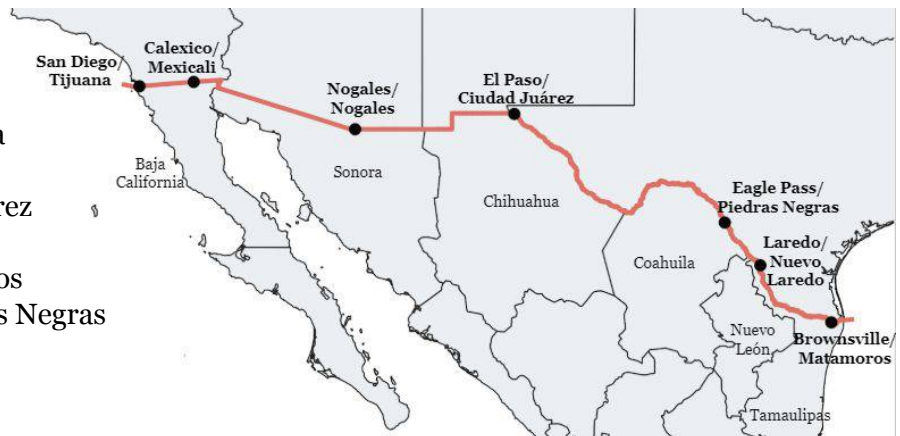 a
rez
os
s Negras
San Diego/
Tijuana
Calexico/
Mexicali
Nogales/
Nogales
El Paso/
Ciudad Juárez
Baja
California
Sonora
Chihuahua
Eagle Pass/
Piedras Negras
Coahuila
Laredo/
Nuevo
Laredo
Nuevo
León
Brownsville/
Matamoros
Tamaulipas